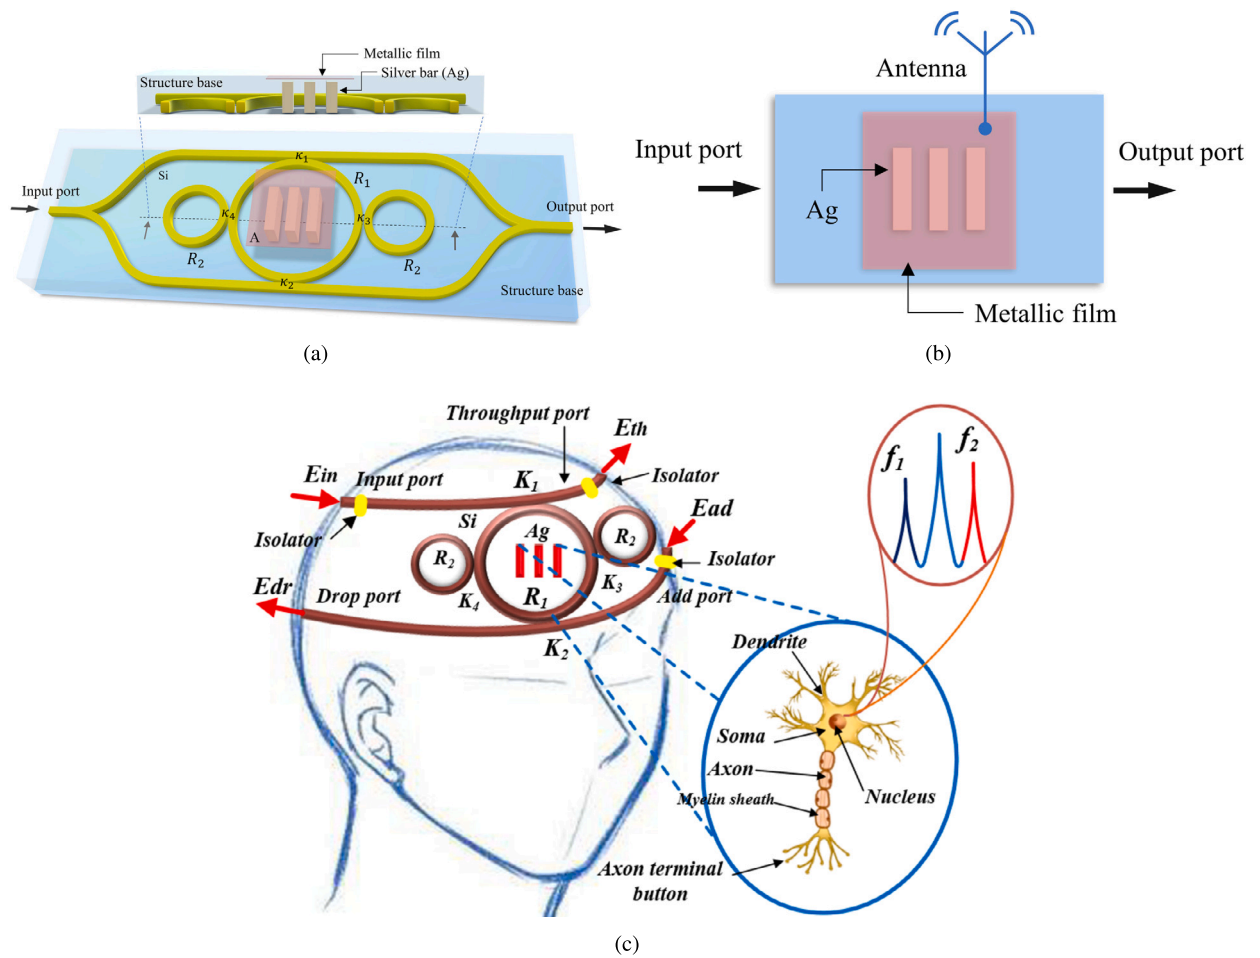 Metallic film
Silver bar (Ag)
Structure base
κ1
Si
R1
Input port
κ4
κ3
Output port
A
R2
R2
κ2
Structure base
(a)
Antenna
Input port
Output port
Ag
Metallic film
(b)
Throughput port
Eth
Ein
Input port
K1
Isolator
Si
Ag
R2
Ead
Isolator
R2
Isolator
Edr
Drop port
K4
R1
K3
Add port
K2
f1
f2
Dendrite
Soma
Axon
Nucleus
Myelin sheath
Axon terminal
button
(c)